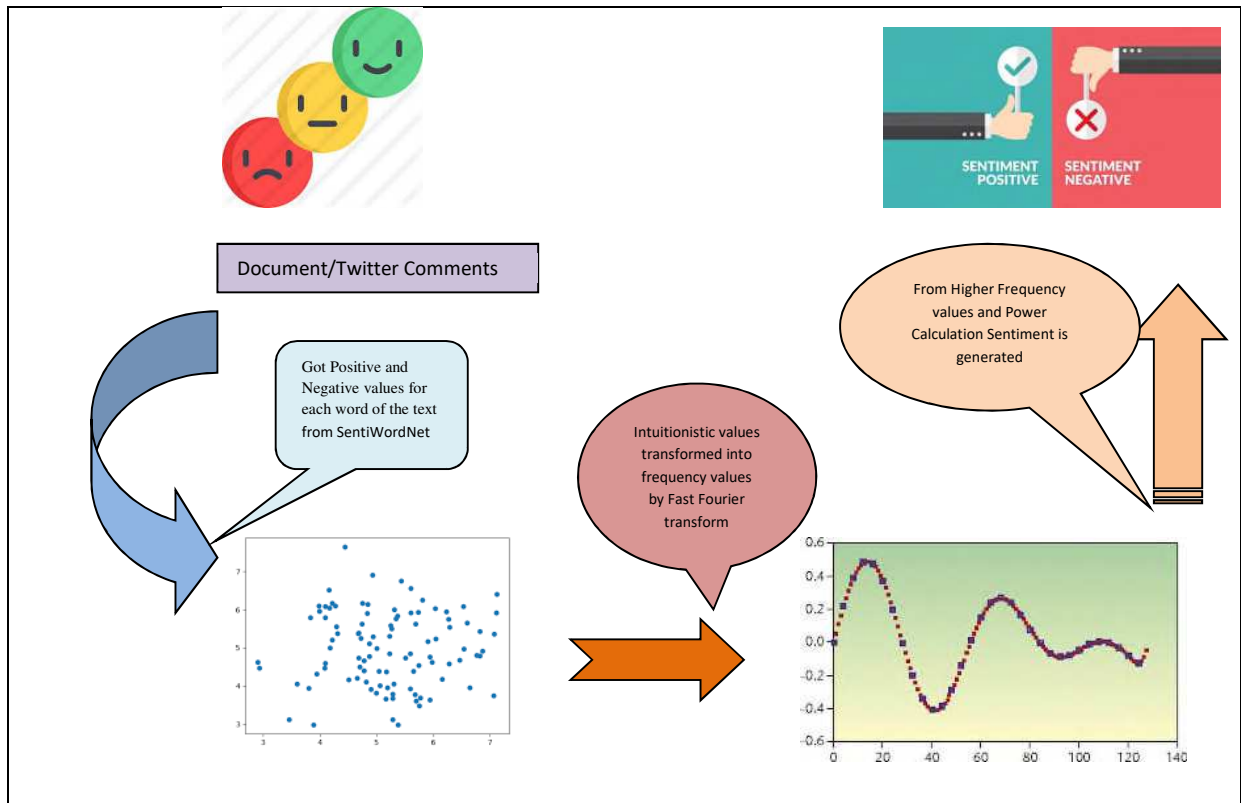 SENTIMENT
POSITIVE
SENTIMENT
NEGATIVE
Document/Twitter Comments
Got Positive and
Negative values for
each word of the text
from SentiWordNet
From Higher Frequency
values and Power
Calculation Sentiment is
generated
Intuitionistic values
transformed into
frequency values
by Fast Fourier
transform
7
6
5
4
3
3 4 5 6 7
0.6
0.4
0.2
0.0
-0.2
-0.4
-0.6
0 20 40 60 80 100 120 140